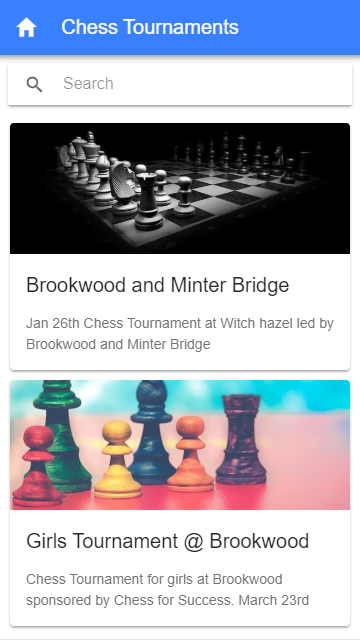 Chess Tournaments
Search
Brookwood and Minter Bridge
Jan 26th Chess Tournament at Witch hazel led by
Brookwood and Minter Bridge
Girls Tournament @ Brookwood
Chess Tournament for girls at Brookwood
sponsored by Chess for Success. March 23rd